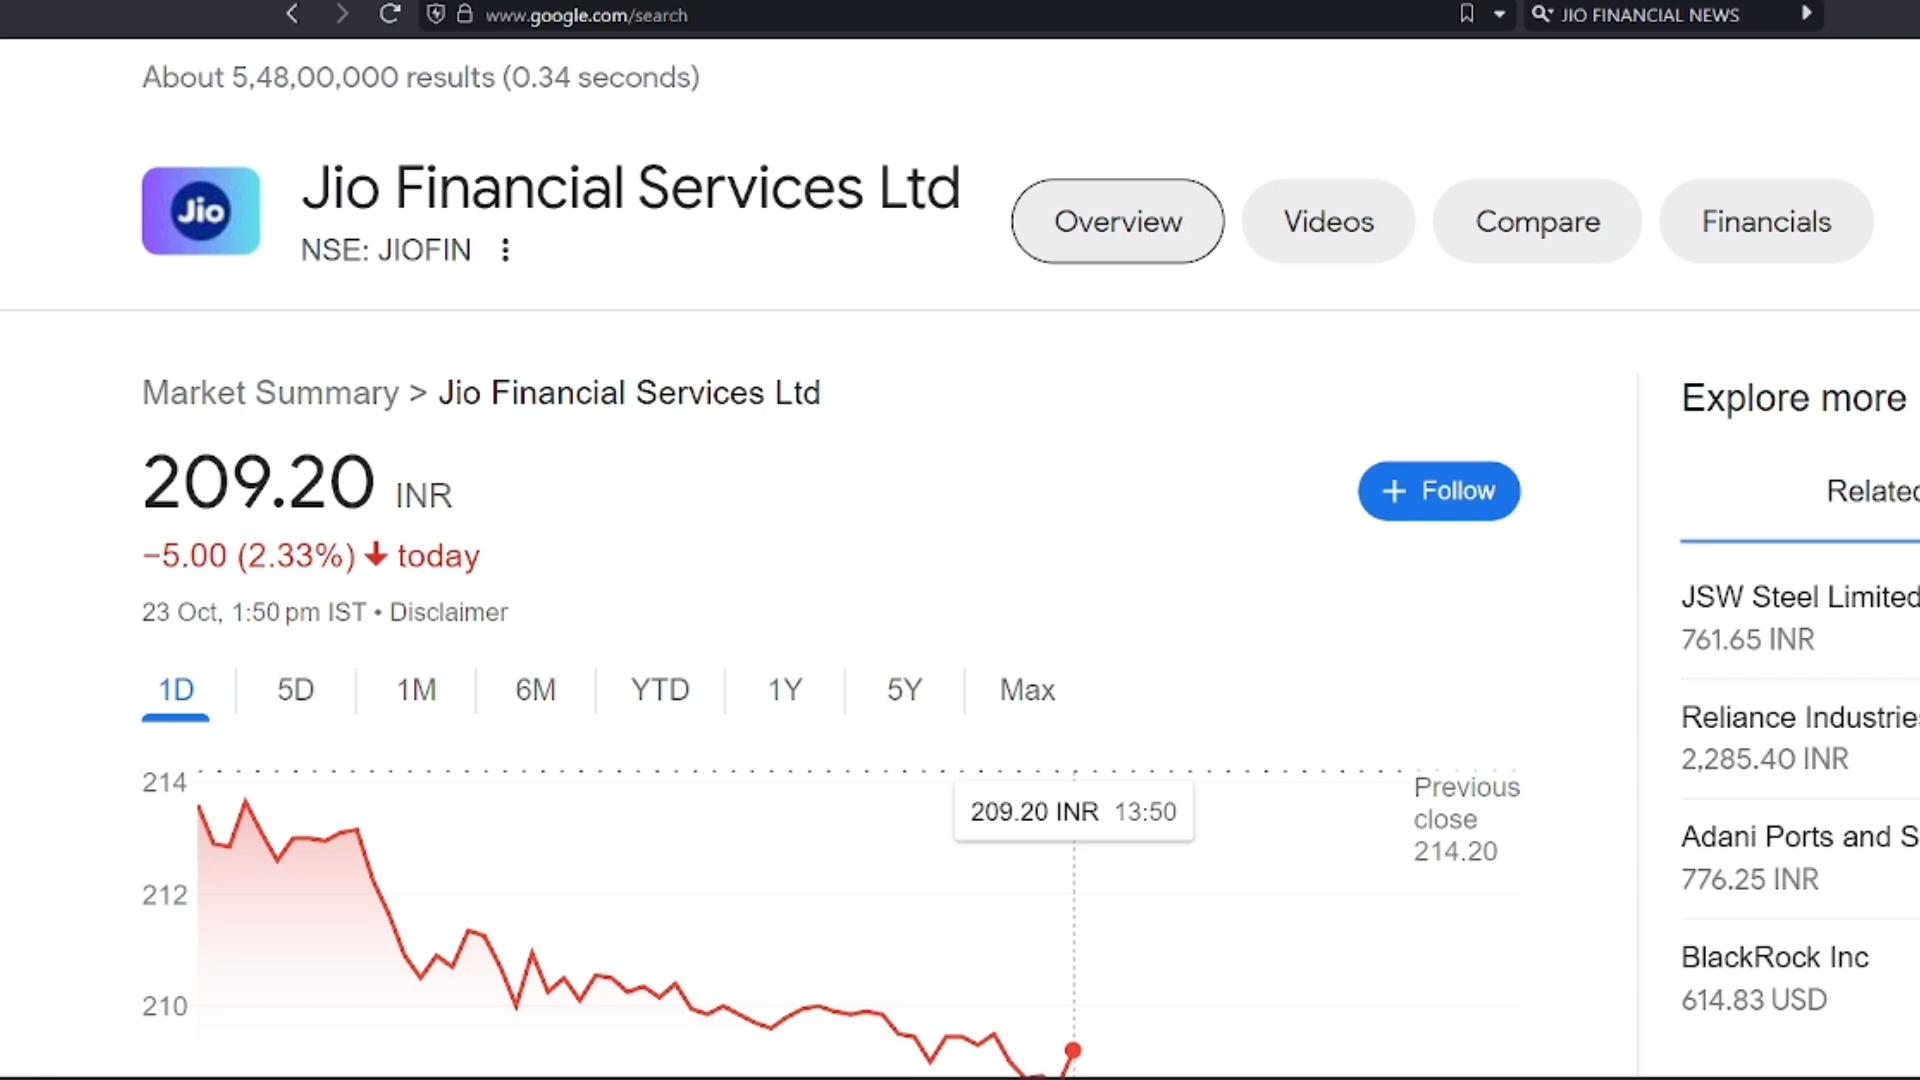 www.google.com/search
JIO FINANCIAL NEWS
About 5,48,00,000 results (0.34 seconds)
Jio
Jio Financial Services Ltd
NSE: JIOFIN
Overview
Videos
Compare
Financials
Market Summary > Jio Financial Services Ltd
209.20 INR
+ Follow
−5.00 (2.33%) ↓ today
23 Oct, 1:50 pm IST • Disclaimer
1D
5D
1M
6M
YTD
1Y
5Y
Max
214
212
210
209.20 INR 13:50
Previous
close
214.20
Explore more
Related
JSW Steel Limited
761.65 INR
Reliance Industries
2,285.40 INR
Adani Ports and S
776.25 INR
BlackRock Inc
614.83 USD